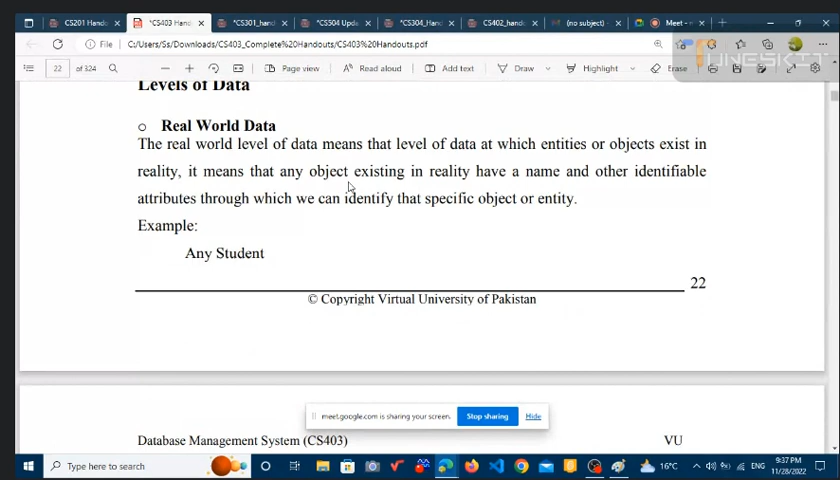 CS201 Hando
*CS403 Hand
*CS301_hand
*CS504 Upda
*CS304_Hand
CS402_hando
(no subject) -
Meet -
File
C:/Users/Ss/Downloads/CS403_Complete%20Handouts/CS403%20Handouts.pdf
TUNESKIT
22 of 324
Page view
Read aloud
Add text
Draw
Highlight
Erase
Levels of Data
o Real World Data
The real world level of data means that level of data at which entities or objects exist in
reality, it means that any object existing in reality have a name and other identifiable
attributes through which we can identify that specific object or entity.
Example:
Any Student
22
© Copyright Virtual University of Pakistan
meet.google.com is sharing your screen.
Stop sharing
Hide
Database Management System (CS403)
VU
Type here to search
16°C
9:37 PM
11/28/2022